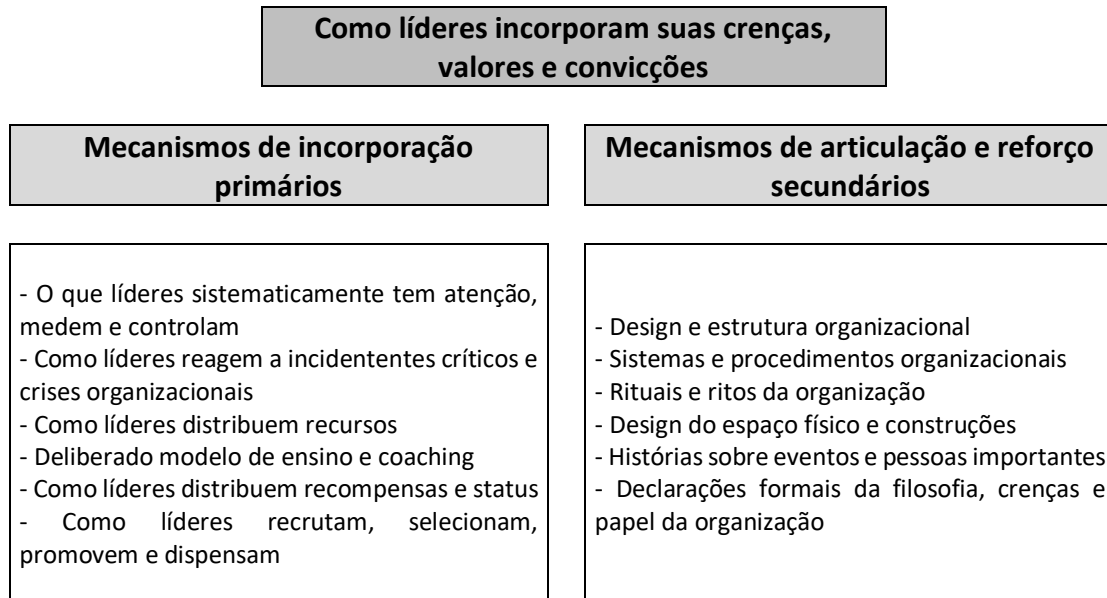 Como líderes incorporam suas crenças,
valores e convicções
Mecanismos de incorporação
primários
- O que líderes sistematicamente tem atenção,
medem e controlam
- Como líderes reagem a incidententes críticos e
crises organizacionais
- Como líderes distribuem recursos
- Deliberado modelo de ensino e coaching
- Como líderes distribuem recompensas e status
- Como líderes recrutam, selecionam,
promovem e dispensam
Mecanismos de articulação e reforço
secundários
- Design e estrutura organizacional
- Sistemas e procedimentos organizacionais
- Rituais e ritos da organização
- Design do espaço físico e construções
- Histórias sobre eventos e pessoas importantes
- Declarações formais da filosofia, crenças e
papel da organização